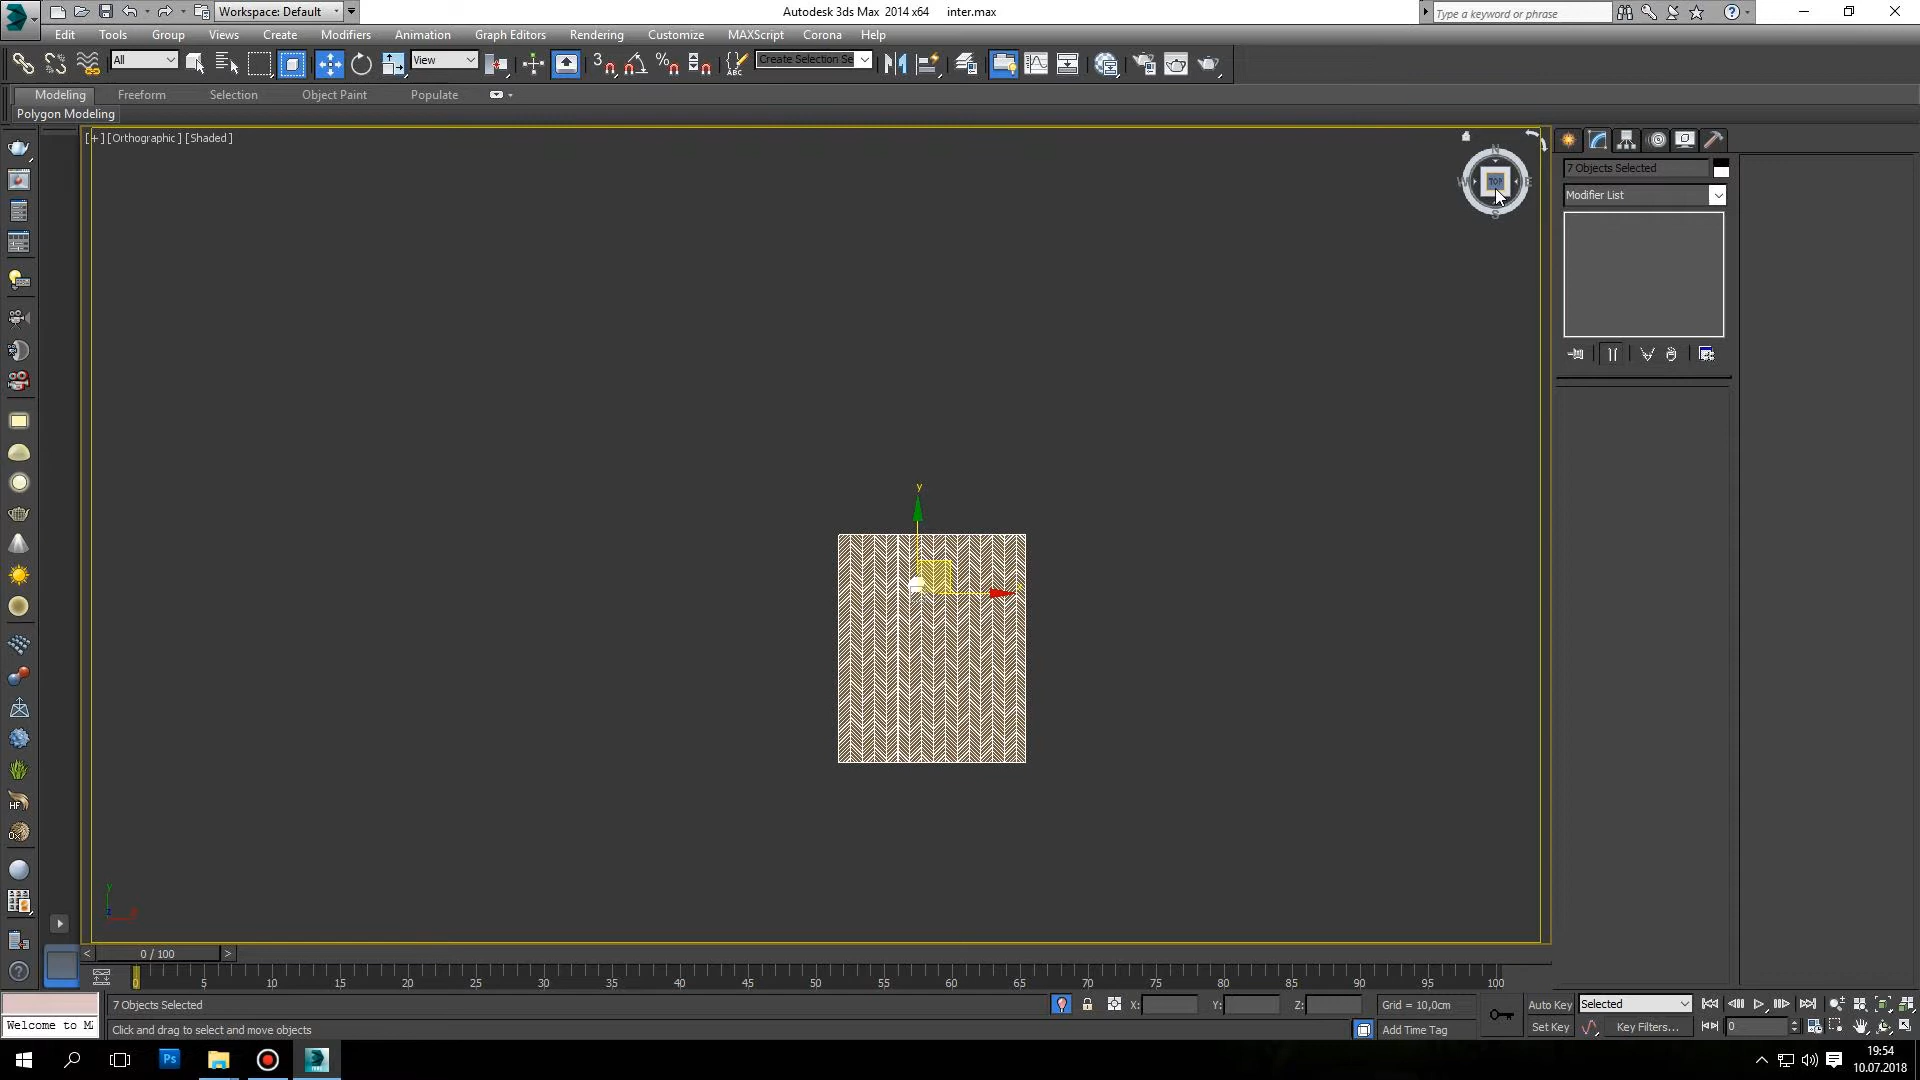 Workspace: Default
Autodesk 3ds Max 2014 x64 inter.max
Type a keyword or phrase
Edit Tools Group Views Create Modifiers Animation Graph Editors Rendering Customize MAXScript Corona Help
All
View
3
ABC
Create Selection Se
Modeling Freeform Selection Object Paint Populate
Polygon Modeling
[+] [Orthographic] [Shaded]
N
W TOP E
S
7 Objects Selected
Modifier List
y
x
HF
y
z x
< 0 / 100 >
0 5 10 15 20 25 30 35 40 45 50 55 60 65 70 75 80 85 90 95 100
7 Objects Selected
X: Y: Z: Grid = 10,0cm
Auto Key Selected
Welcome to M
Click and drag to select and move objects
Add Time Tag
Set Key Key Filters... 0
Ps
19:54
10.07.2018